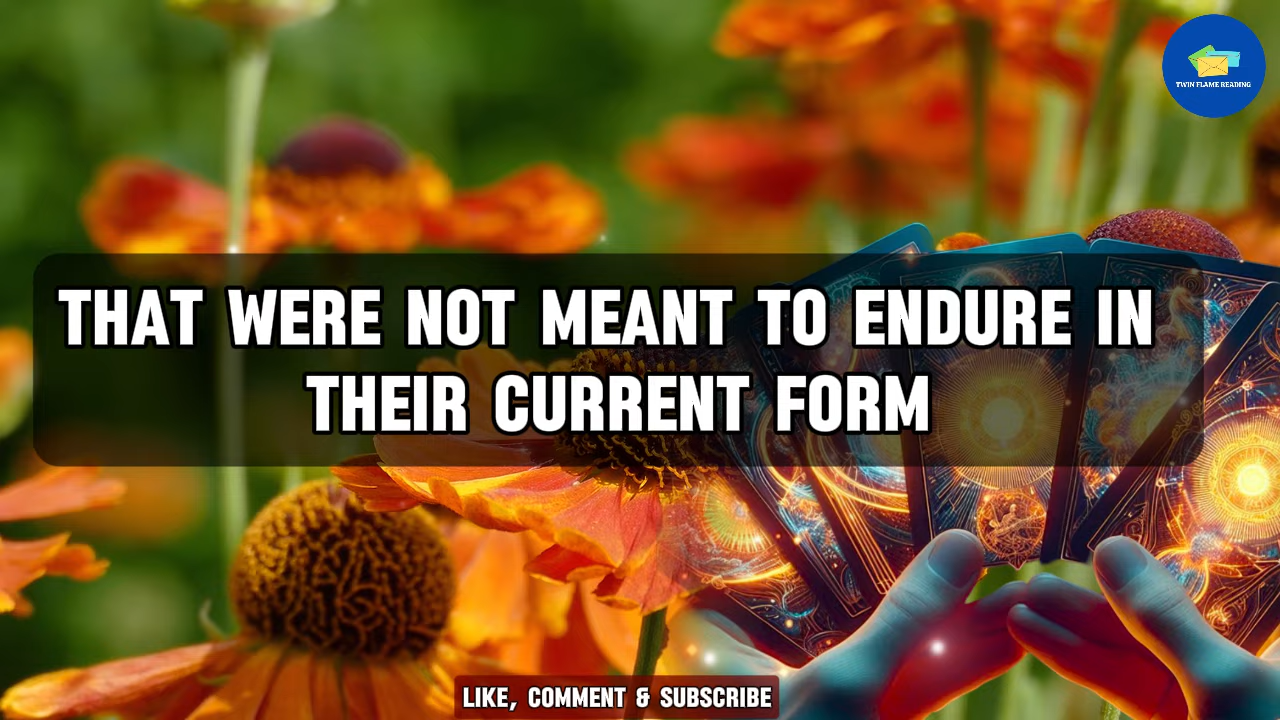 TWIN FLAME READING
THAT WERE NOT MEANT TO ENDURE IN
THEIR CURRENT FORM
LIKE, COMMENT & SUBSCRIBE